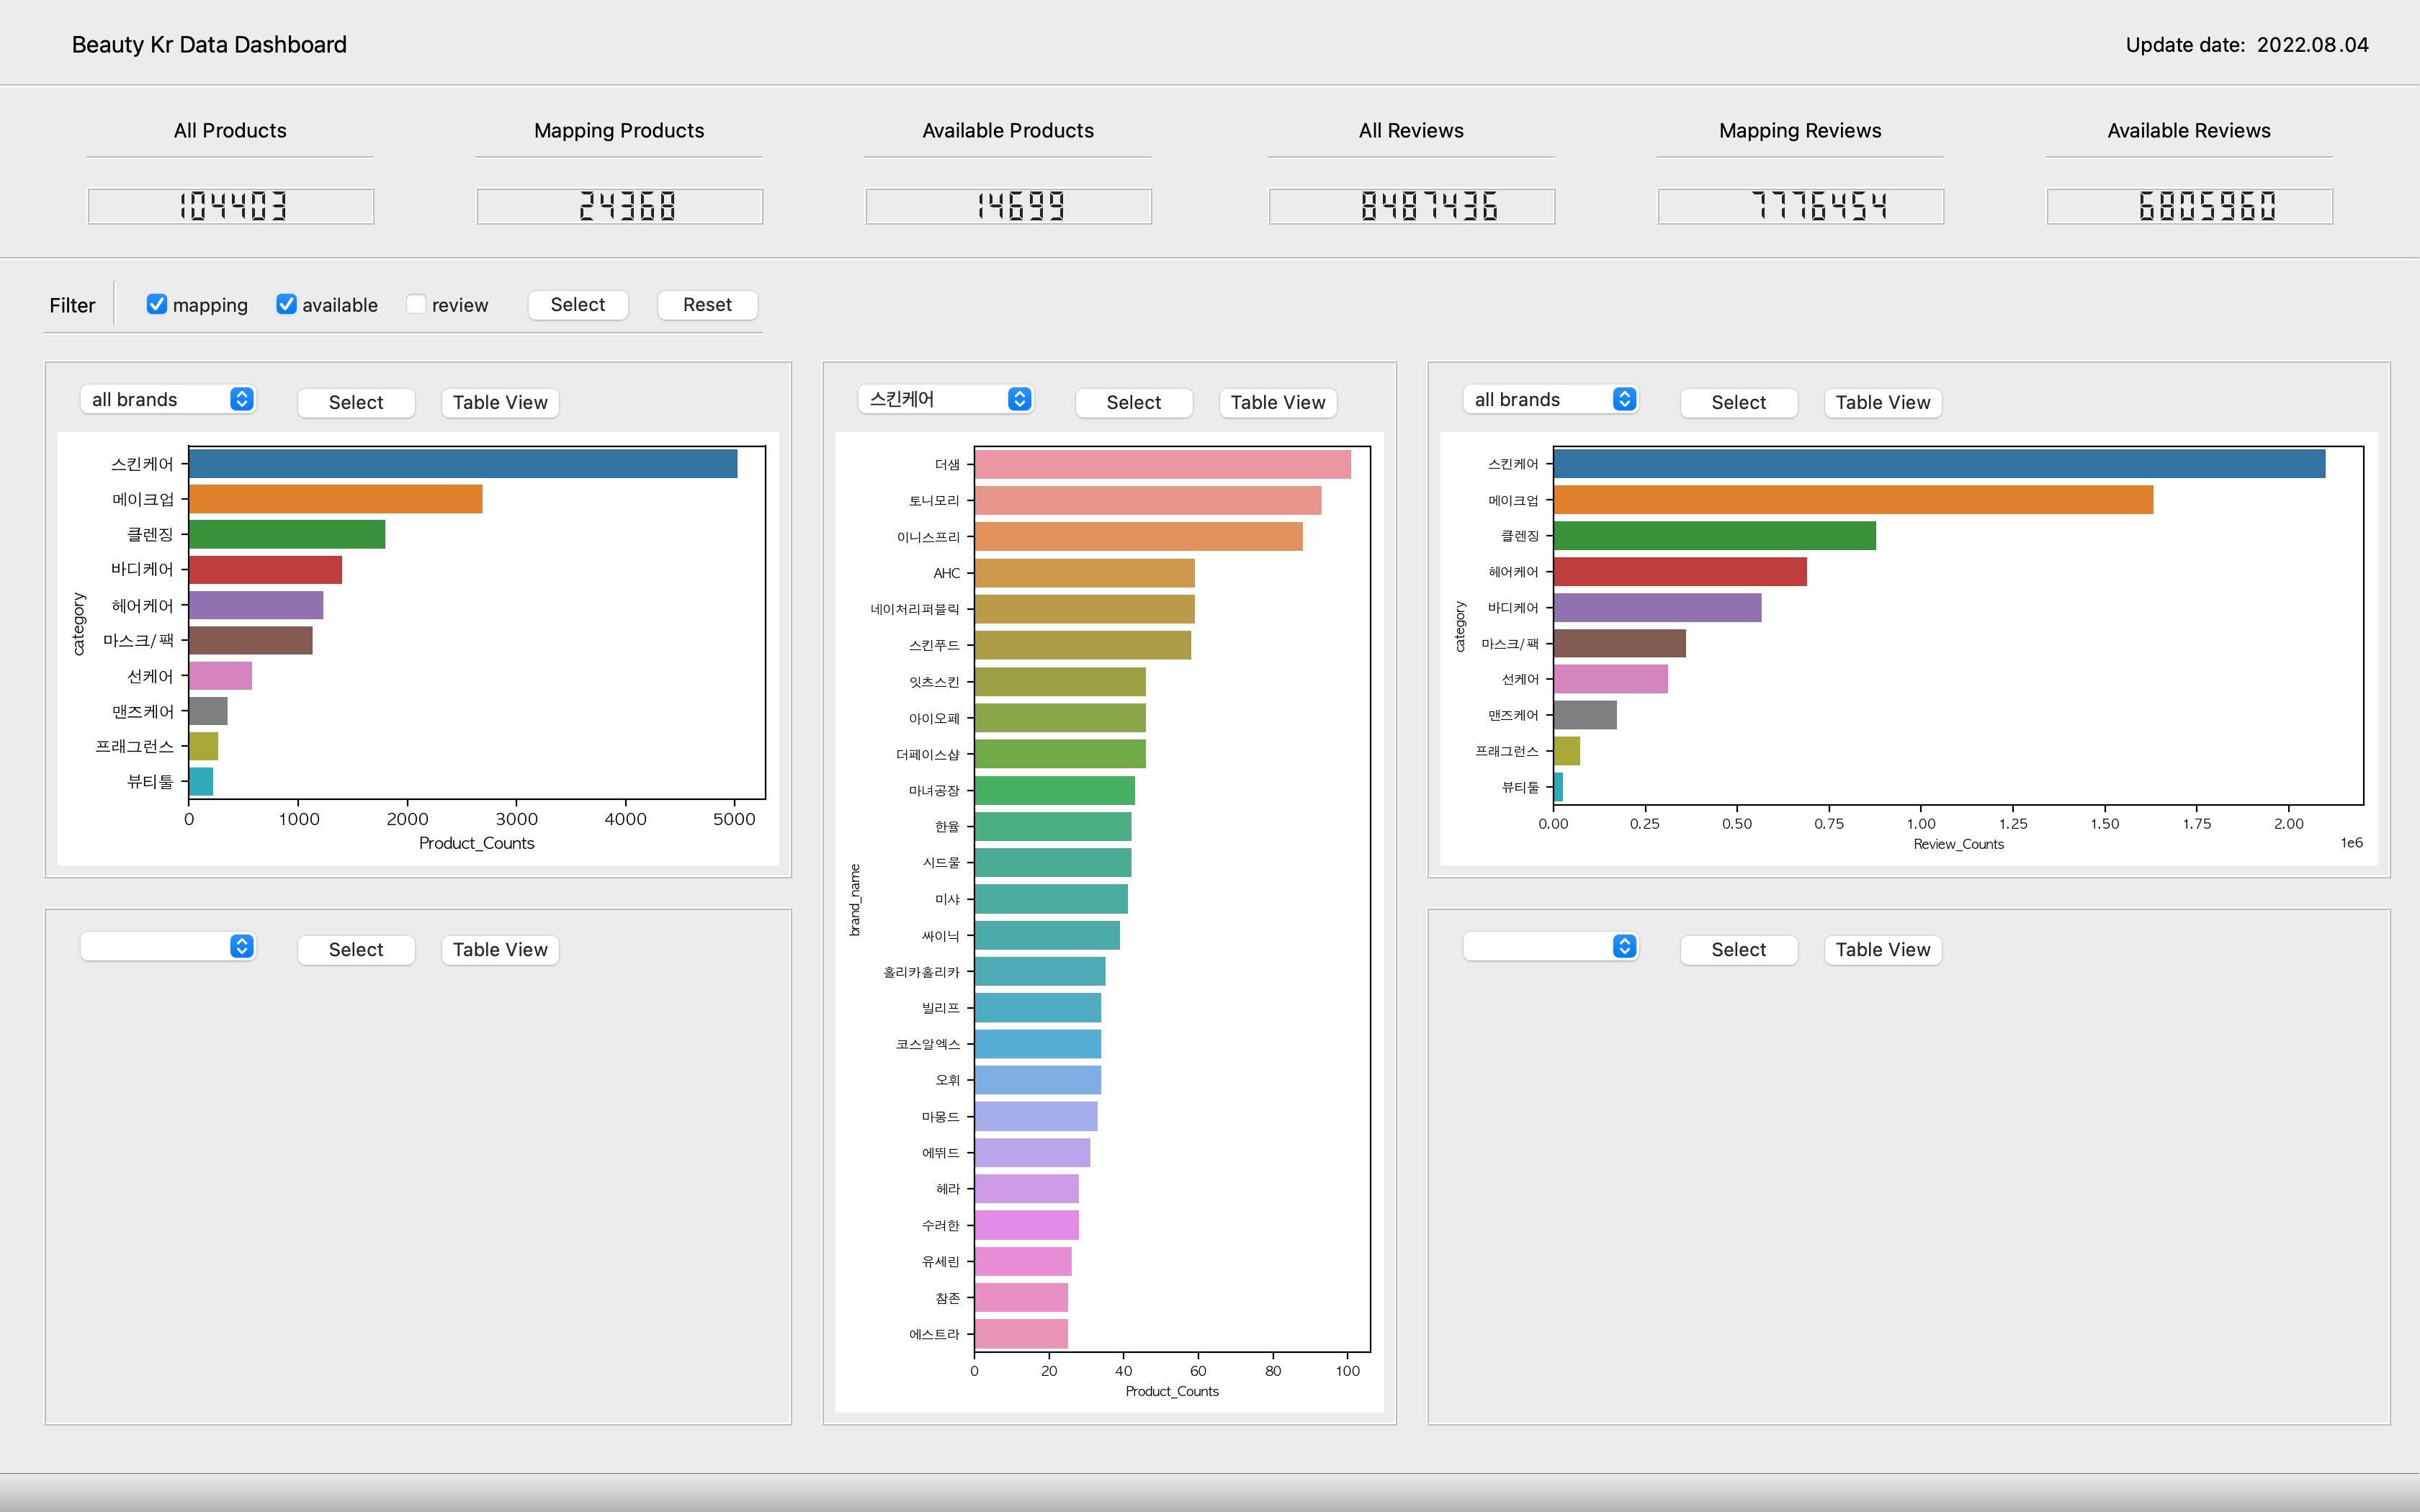 Beauty Kr Data Dashboard
Update date: 2022.08.04
All Products
Mapping Products
Available Products
All Reviews
Mapping Reviews
Available Reviews
104403
24368
14699
8487436
7776454
6805960
Filter
mapping
available
review
Select
Reset
all brands
Select
Table View
category
스킨케어
메이크업
클렌징
바디케어
헤어케어
마스크/팩
선케어
맨즈케어
프래그런스
뷰티툴
0 1000 2000 3000 4000 5000
Product_Counts
스킨케어
Select
Table View
brand_name
더샘
토니모리
이니스프리
AHC
네이처리퍼블릭
스킨푸드
잇츠스킨
아이오페
더페이스샵
마녀공장
한율
시드물
미샤
싸이닉
홀리카홀리카
빌리프
코스알엑스
오휘
마몽드
에뛰드
헤라
수려한
유세린
참존
에스트라
0 20 40 60 80 100
Product_Counts
all brands
Select
Table View
category
스킨케어
메이크업
클렌징
헤어케어
바디케어
마스크/팩
선케어
맨즈케어
프래그런스
뷰티툴
0.00 0.25 0.50 0.75 1.00 1.25 1.50 1.75 2.00
Review_Counts
1e6
Select
Table View
Select
Table View